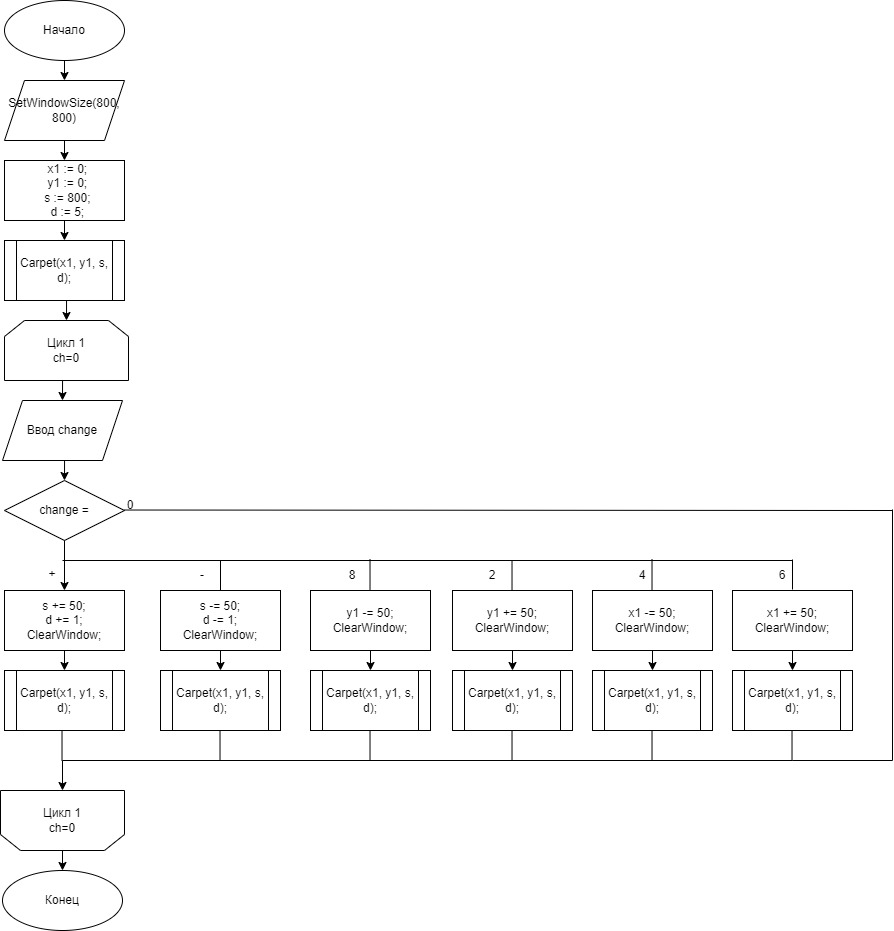 Начало
SetWindowSize(800,
800)
x1 := 0;
y1 := 0;
s := 800;
d := 5;
Carpet(x1, y1, s,
d);
Цикл 1
ch=0
Ввод change
change =
0
+
-
8
2
4
6
s += 50;
d += 1;
ClearWindow;
s -= 50;
d -= 1;
ClearWindow;
y1 -= 50;
ClearWindow;
y1 += 50;
ClearWindow;
x1 -= 50;
ClearWindow;
x1 += 50;
ClearWindow;
Carpet(x1, y1, s,
d);
Carpet(x1, y1, s,
d);
Carpet(x1, y1, s,
d);
Carpet(x1, y1, s,
d);
Carpet(x1, y1, s,
d);
Carpet(x1, y1, s,
d);
Цикл 1
ch=0
Конец